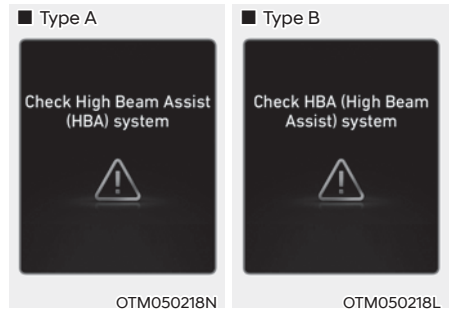 ■ Type A
Check High Beam Assist
(HBA) system
OTM050218N
■ Type B
Check HBA (High Beam
Assist) system
OTM050218L